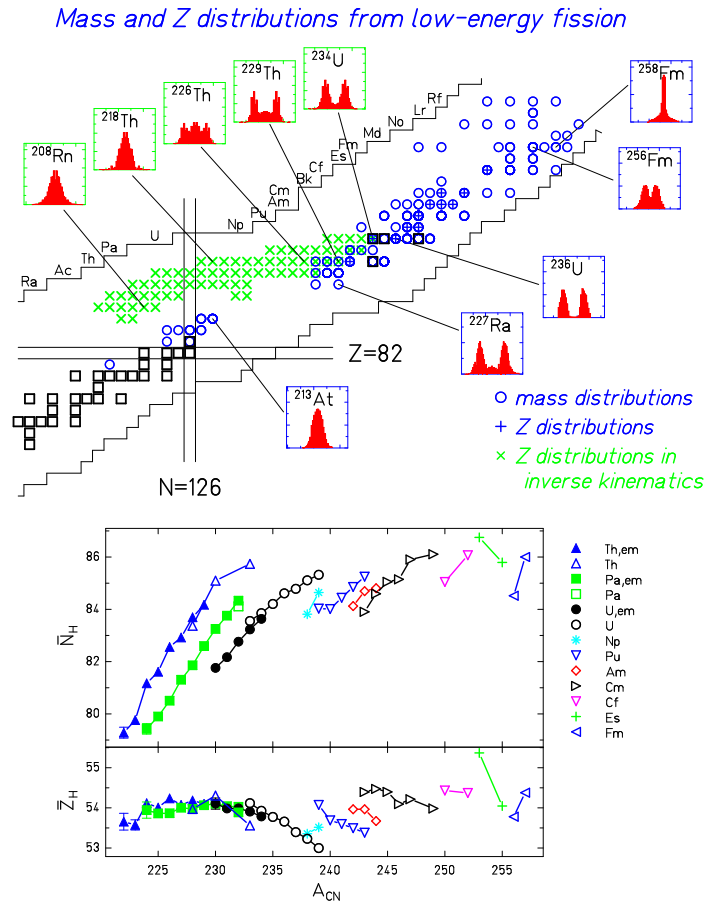 Mass and Z distributions from low-energy fission
234U
229Th
258Fm
226Th
218Th
208Rn
256Fm
Rf
Lr
No
Md
Fm
Es
Cf
Bk
Cm
Am
Pu
Np
U
Pa
Th
Ac
Ra
236U
227Ra
Z=82
213At
mass distributions
Z distributions
Z distributions in
inverse kinematics
N=126
86
84
82
80
N̄H
Th,em
Th
Pa,em
Pa
U,em
U
Np
Pu
Am
Cm
Cf
Es
Fm
55
54
53
Z̄H
225 230 235 240 245 250 255
ACN